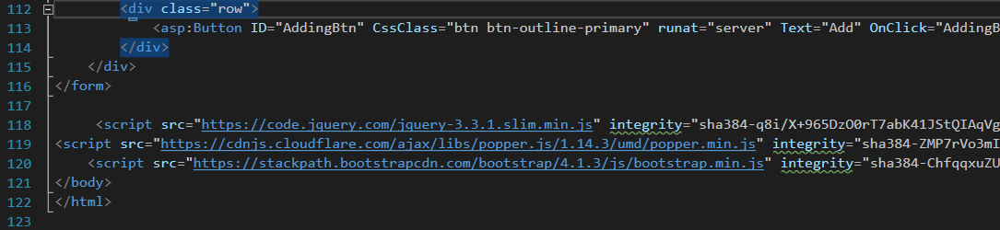 112 <div class="row">
113 <asp:Button ID="AddingBtn" CssClass="btn btn-outline-primary" runat="server" Text="Add" OnClick="AddingB
114 </div>
115 </div>
116 </form>
117
118 <script src="https://code.jquery.com/jquery-3.3.1.slim.min.js" integrity="sha384-q8i/X+965DzO0rT7abK41JStQIAqVg
119 <script src="https://cdnjs.cloudflare.com/ajax/libs/popper.js/1.14.3/umd/popper.min.js" integrity="sha384-ZMP7rVo3mI
120 <script src="https://stackpath.bootstrapcdn.com/bootstrap/4.1.3/js/bootstrap.min.js" integrity="sha384-ChfqqxuZU
121 </body>
122 </html>
123